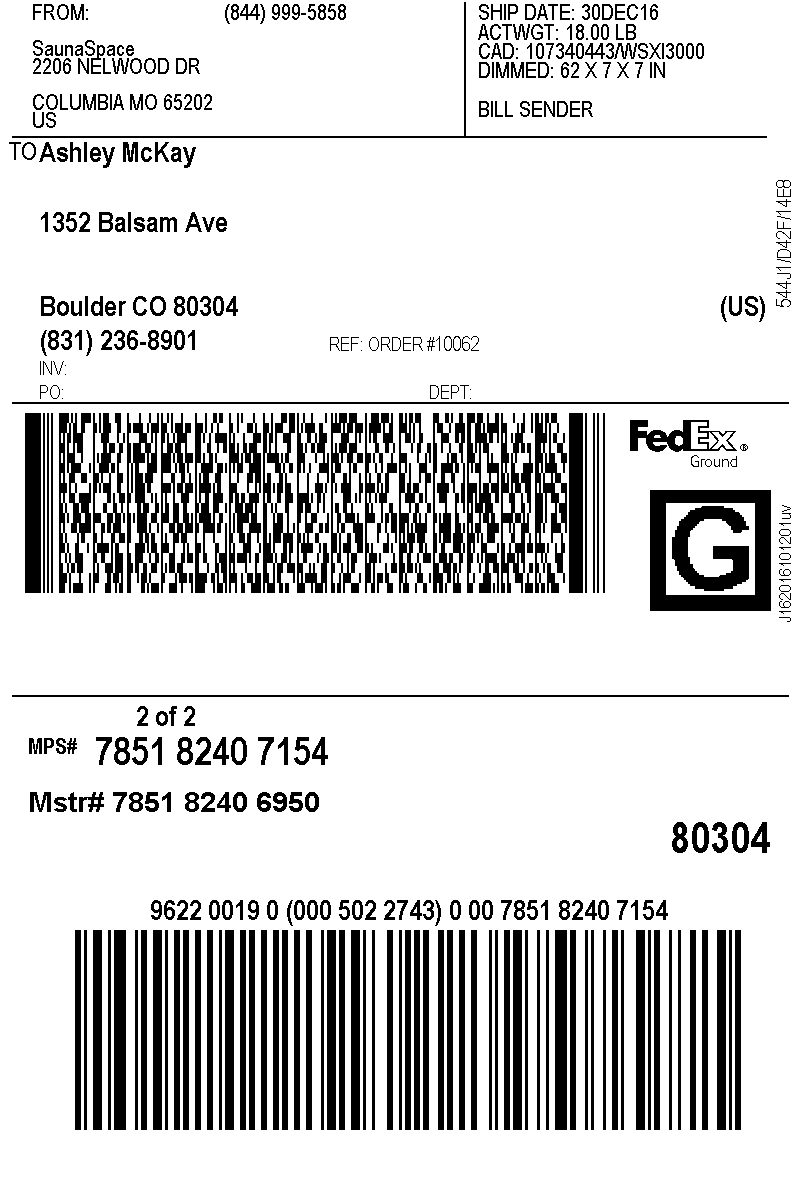 FROM: (844) 999-5858
SaunaSpace
2206 NELWOOD DR
COLUMBIA MO 65202
US
SHIP DATE: 30DEC16
ACTWGT: 18.00 LB
CAD: 107340443/WSXI3000
DIMMED: 62 X 7 X 7 IN
BILL SENDER
TO Ashley McKay
1352 Balsam Ave
Boulder CO 80304 (US)
(831) 236-8901 REF: ORDER #10062
INV:
PO: DEPT:
544J1/D42F/14E8
FedEx®
Ground
G
J162016101201uv
2 of 2
MPS# 7851 8240 7154
Mstr# 7851 8240 6950
80304
9622 0019 0 (000 502 2743) 0 00 7851 8240 7154